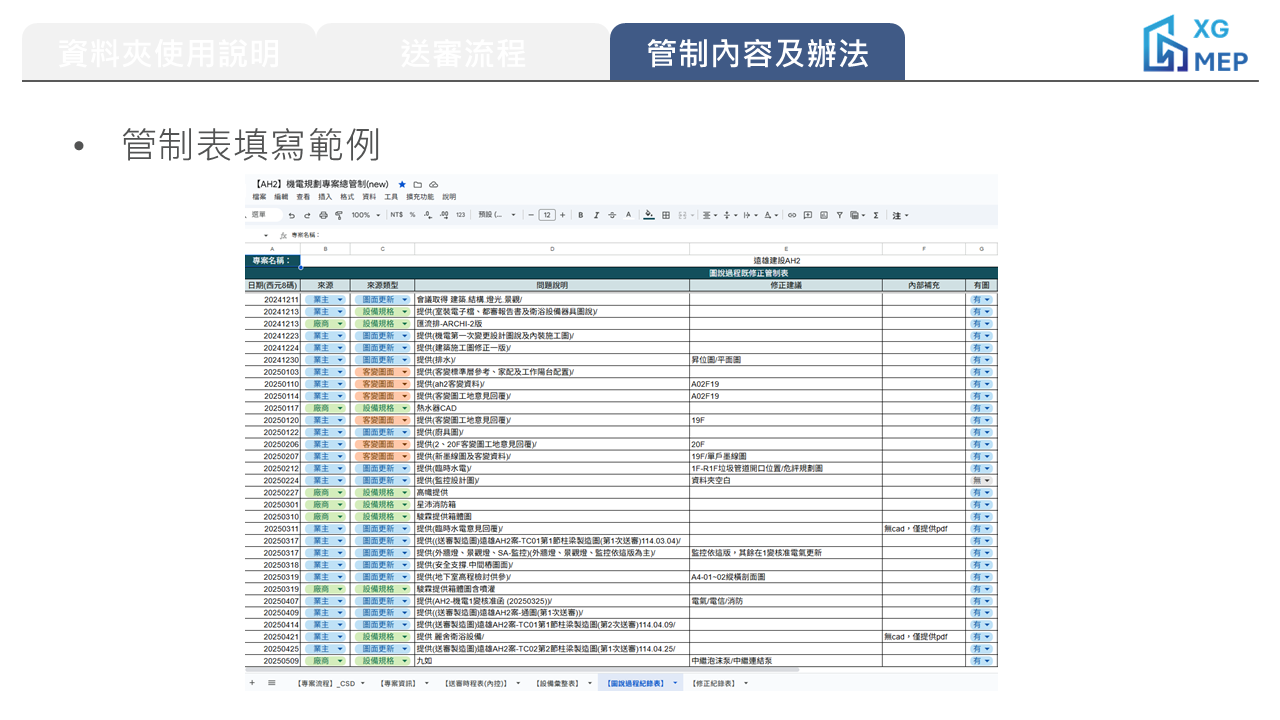 資料夾使用說明 送審流程 管制內容及辦法 XG MEP
• 管制表填寫範例
【AH2】機電規劃專案總管制(new)
檔案 編輯 查看 插入 格式 資料 工具 擴充功能 說明
選單 100% NT$ % .0 .00 123 預設 (... − 12 + B I A Σ 注
fx 專案名稱：
A B C D E F G
專案名稱： 遠雄建設AH2
圖說過程既修正管制表
日期(西元8碼) 來源 來源類型 問題說明 修正建議 內部補充 有圖
20241211 業主 圖面更新 會議取得 建築.結構.燈光.景觀/ 有
20241213 業主 設備規格 提供(室裝電子檔、都審報告書及衛浴設備器具圖說)/ 有
20241213 廠商 設備規格 匯流排-ARCHI-2版 有
20241223 業主 圖面更新 提供(機電第一次變更設計圖說及內裝施工圖)/ 有
20241224 業主 圖面更新 提供(建築施工圖修正一版)/ 有
20241230 業主 圖面更新 提供(排水)/ 昇位圖/平面圖 有
20250103 業主 客變圖面 提供(客變標準層參考、家配及工作陽台配置)/ 有
20250110 業主 客變圖面 提供(ah2客變資料)/ A02F19 有
20250114 業主 客變圖面 提供(客變圖工地意見回覆)/ A02F19 有
20250117 廠商 設備規格 熱水器CAD 有
20250120 業主 客變圖面 提供(客變圖工地意見回覆)/ 19F 有
20250122 業主 圖面更新 提供(廚具圖)/ 有
20250206 業主 客變圖面 提供(2、20F客變圖工地意見回覆)/ 20F 有
20250207 業主 客變圖面 提供(新墨線圖及客變資料)/ 19F/單戶墨線圖 有
20250212 業主 圖面更新 提供(臨時水電)/ 1F-R1F垃圾管道開口位置/危評規劃圖 有
20250224 業主 圖面更新 提供(監控設計圖)/ 資料夾空白 無
20250227 廠商 設備規格 高幟提供 有
20250301 廠商 設備規格 星沛消防箱 有
20250310 廠商 設備規格 駿霖提供箱體圖 有
20250311 業主 圖面更新 提供(臨時水電意見回覆)/ 無cad，僅提供pdf 有
20250317 業主 圖面更新 提供((送審製造圖)遠雄AH2案-TC01第1節柱梁製造圖(第1次送審)114.03.04)/ 有
20250317 業主 圖面更新 提供(外牆燈、景觀燈、SA-監控)(外牆燈、景觀燈、監控依這版為主)/ 監控依這版，其餘在1變核准電氣更新 有
20250318 業主 圖面更新 提供(安全支撐.中間樁圖面)/ 有
20250319 業主 圖面更新 提供(地下室高程檢討供參)/ A4-01~02縱橫剖面圖 有
20250319 廠商 設備規格 駿霖提供箱體圖含噴灌 有
20250407 業主 圖面更新 提供(AH2-機電1變核准函 (20250325))/ 電氣/電信/消防 有
20250409 業主 圖面更新 提供((送審製造圖)遠雄AH2案-通圖(第1次送審))/ 有
20250414 業主 圖面更新 提供(送審製造圖)遠雄AH2案-TC01第1節柱梁製造圖(第2次送審)114.04.09/ 有
20250421 業主 設備規格 提供 麗舍衛浴設備/ 無cad，僅提供pdf 有
20250425 業主 圖面更新 提供(送審製造圖)遠雄AH2案-TC02第2節柱梁製造圖(第1次送審)114.04.25/ 有
20250509 廠商 設備規格 九如 中繼泡沫泵/中繼連結泵 有
+ ≡ 【專案流程】_CSD 【專案資訊】 【送審時程表(內控)】 【設備彙整表】 【圖說過程紀錄表】 【修正紀錄表】